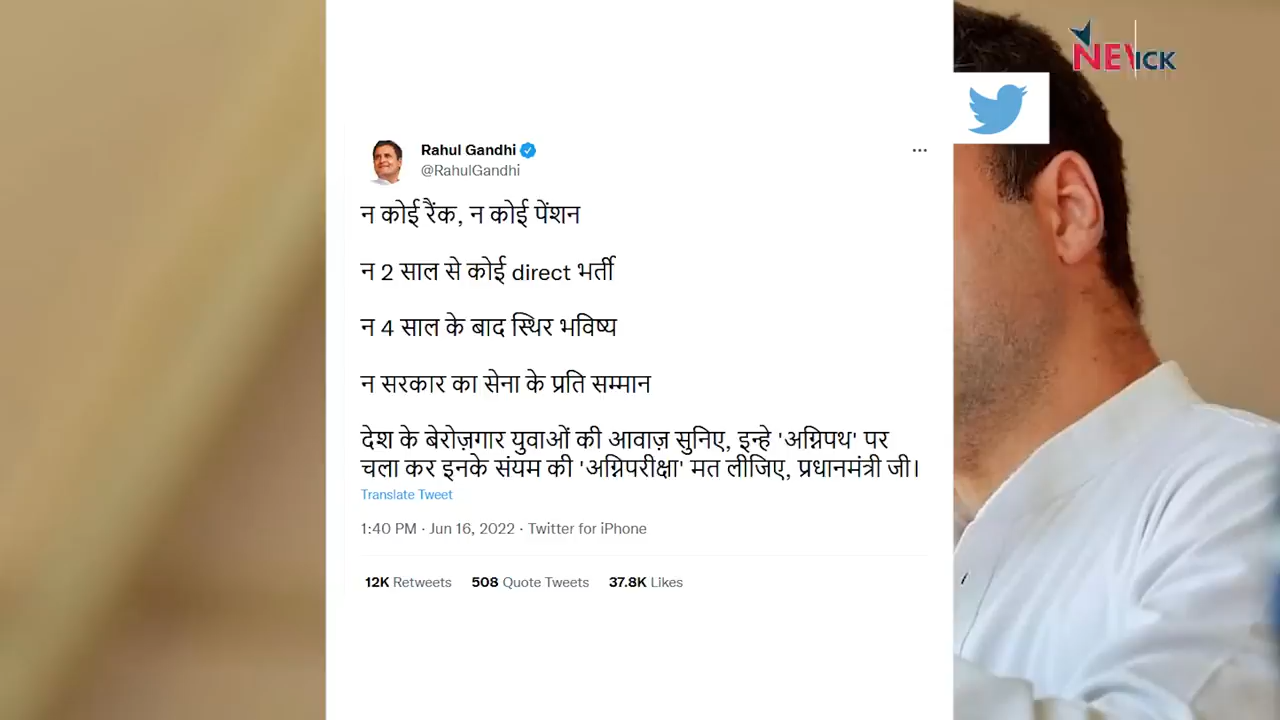 NE
ICK
Rahul Gandhi
@RahulGandhi
न कोई रैंक, न कोई पेंशन
न 2 साल से कोई direct भर्ती
न 4 साल के बाद स्थिर भविष्य
न सरकार का सेना के प्रति सम्मान
देश के बेरोज़गार युवाओं की आवाज़ सुनिए, इन्हे 'अग्निपथ' पर
चला कर इनके संयम की 'अग्निपरीक्षा' मत लीजिए, प्रधानमंत्री जी।
Translate Tweet
1:40 PM · Jun 16, 2022 · Twitter for iPhone
12K Retweets 508 Quote Tweets 37.8K Likes